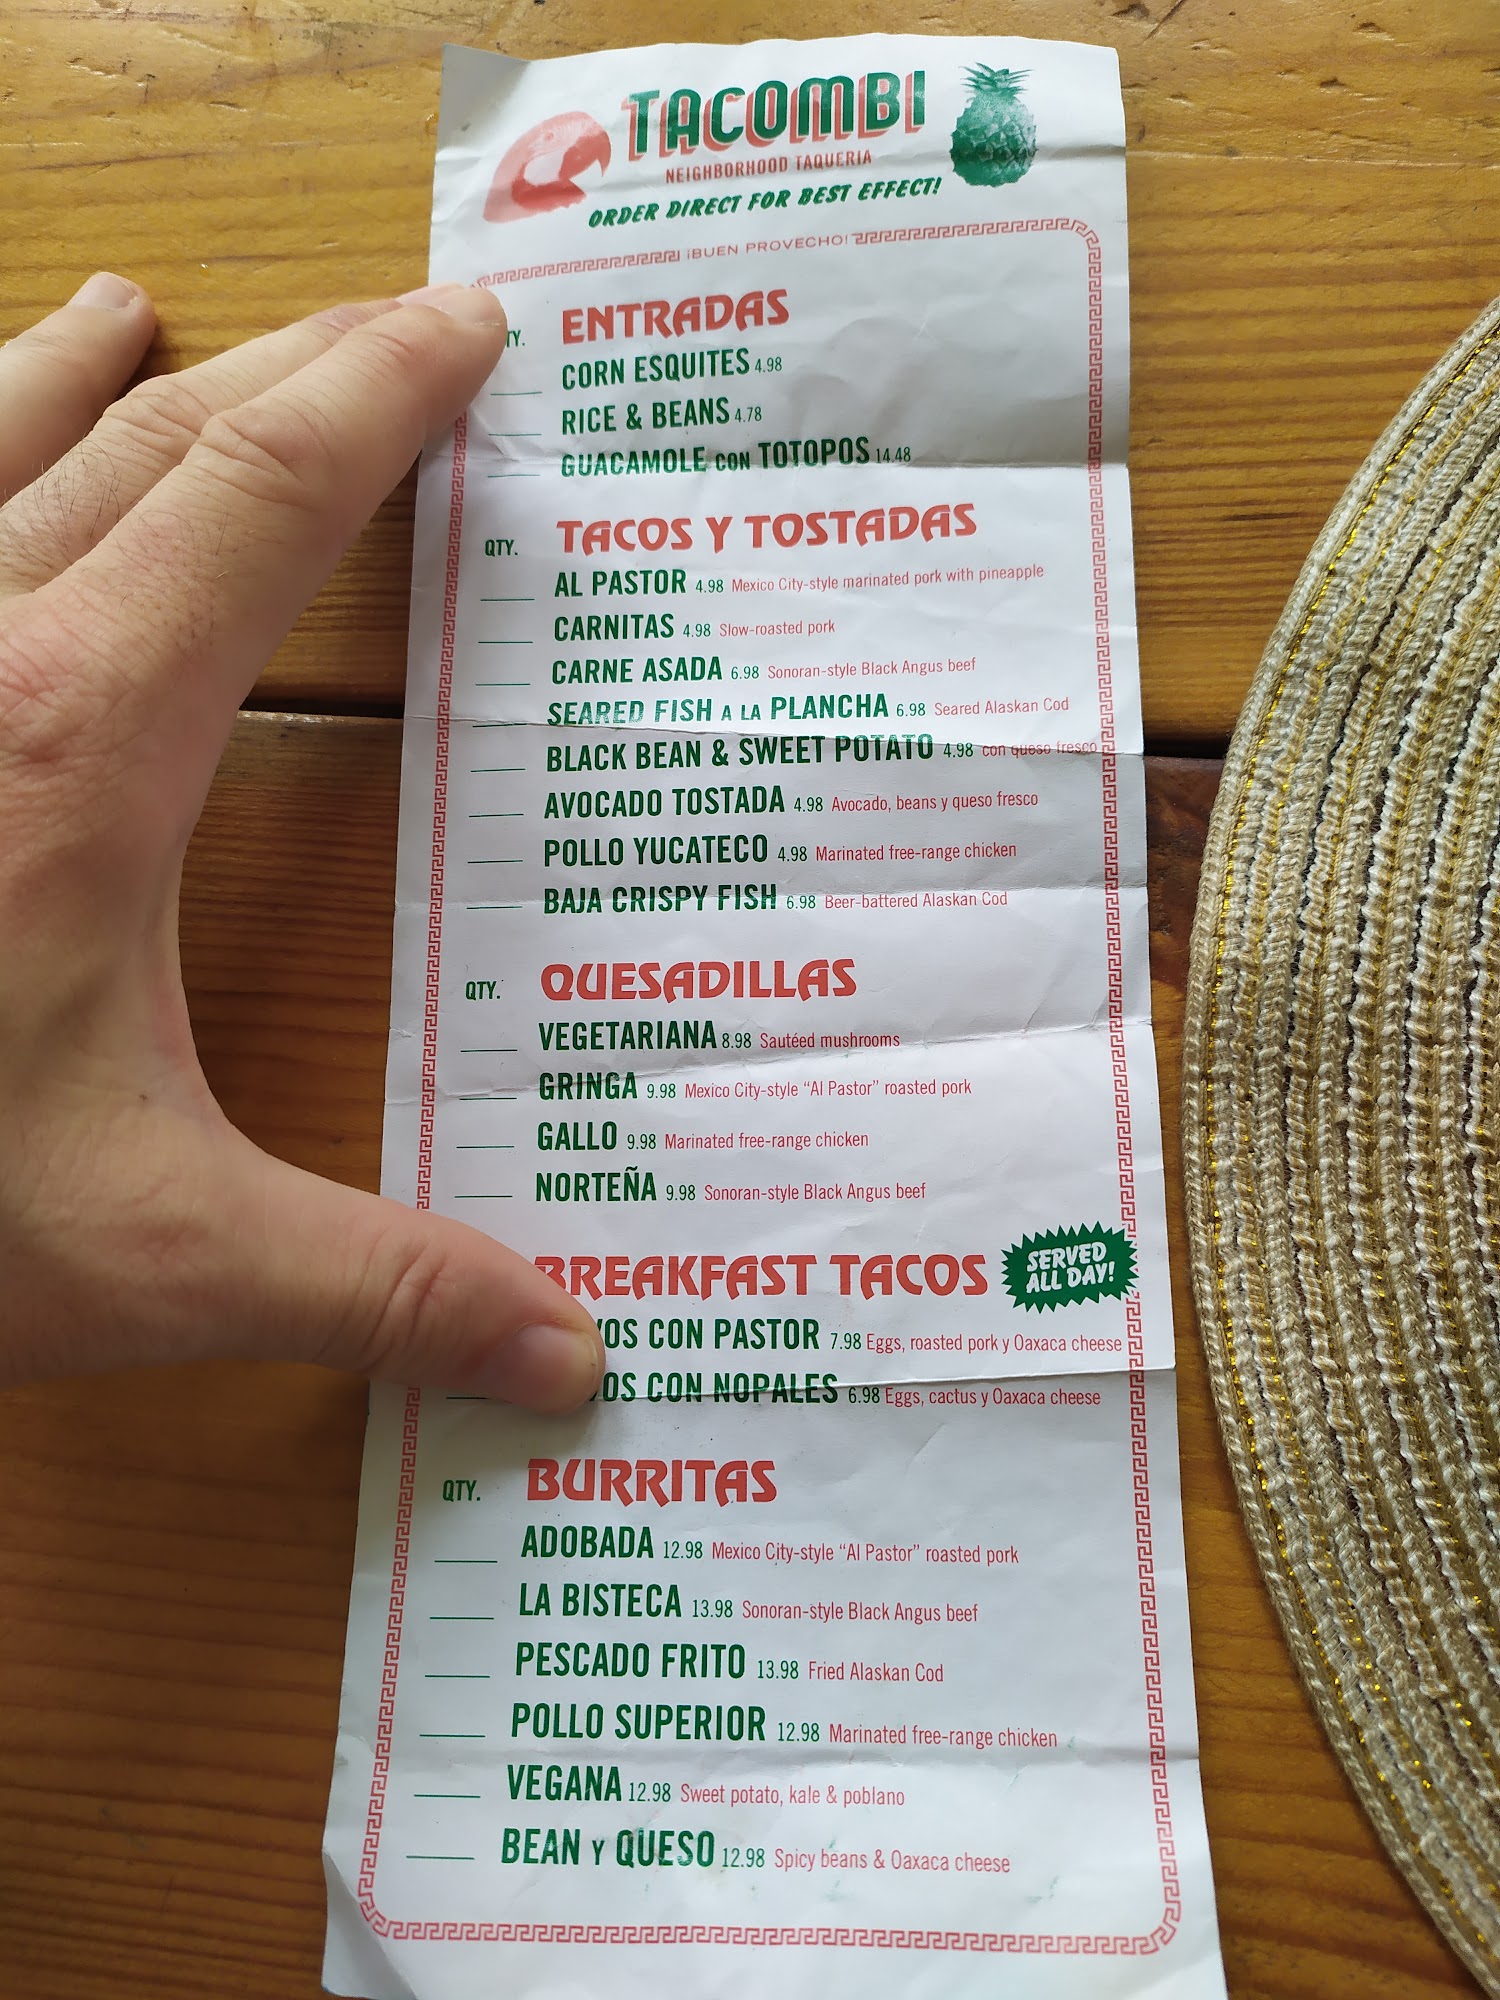 TACOMBI
NEIGHBORHOOD TAQUERIA
ORDER DIRECT FOR BEST EFFECT!
¡BUEN PROVECHO!
TY. ENTRADAS
CORN ESQUITES 4.98
RICE & BEANS 4.78
GUACAMOLE CON TOTOPOS 14.48
QTY. TACOS Y TOSTADAS
AL PASTOR 4.98 Mexico City-style marinated pork with pineapple
CARNITAS 4.98 Slow-roasted pork
CARNE ASADA 6.98 Sonoran-style Black Angus beef
SEARED FISH A LA PLANCHA 6.98 Seared Alaskan Cod
BLACK BEAN & SWEET POTATO 4.98 con queso fresco
AVOCADO TOSTADA 4.98 Avocado, beans y queso fresco
POLLO YUCATECO 4.98 Marinated free-range chicken
BAJA CRISPY FISH 6.98 Beer-battered Alaskan Cod
QTY. QUESADILLAS
VEGETARIANA 8.98 Sautéed mushrooms
GRINGA 9.98 Mexico City-style “Al Pastor” roasted pork
GALLO 9.98 Marinated free-range chicken
NORTEÑA 9.98 Sonoran-style Black Angus beef
BREAKFAST TACOS SERVED
ALL DAY!
VOS CON PASTOR 7.98 Eggs, roasted pork y Oaxaca cheese
OS CON NOPALES 6.98 Eggs, cactus y Oaxaca cheese
QTY. BURRITAS
ADOBADA 12.98 Mexico City-style “Al Pastor” roasted pork
LA BISTECA 13.98 Sonoran-style Black Angus beef
PESCADO FRITO 13.98 Fried Alaskan Cod
POLLO SUPERIOR 12.98 Marinated free-range chicken
VEGANA 12.98 Sweet potato, kale & poblano
BEAN Y QUESO 12.98 Spicy beans & Oaxaca cheese